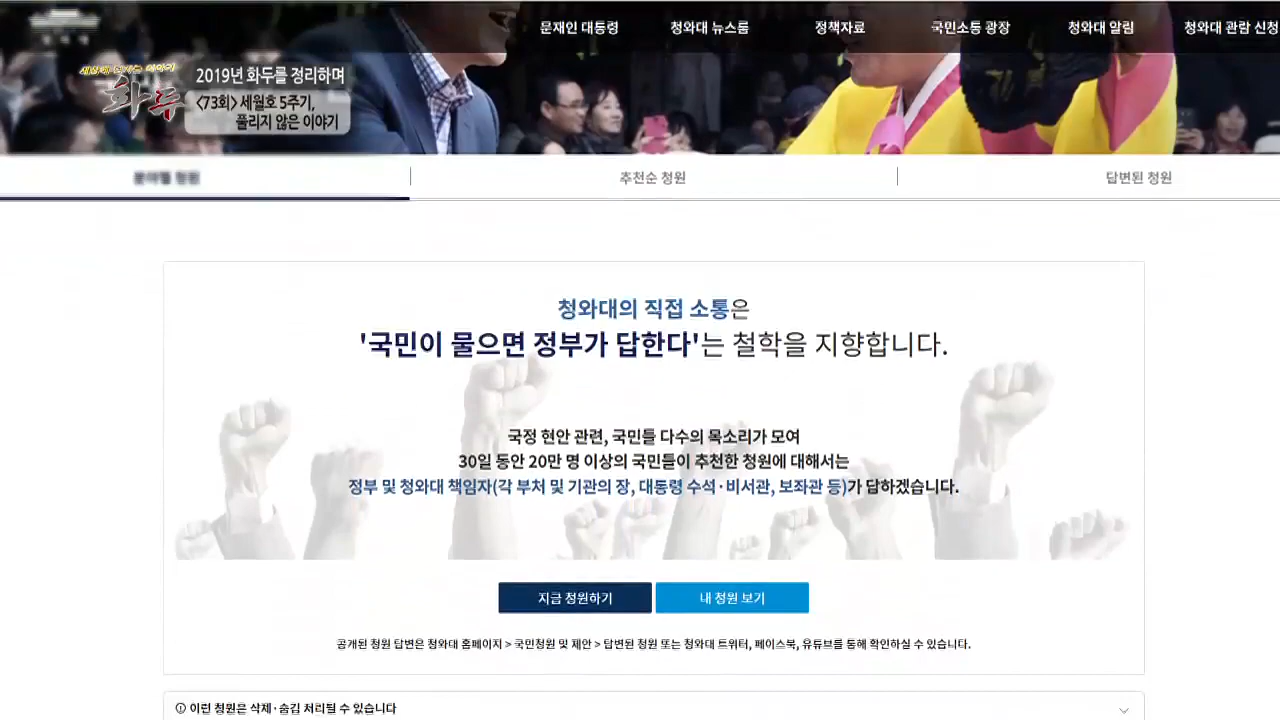 문재인 대통령 청와대 뉴스룸 정책자료 국민소통 광장 청와대 알림 청와대 관람 신청
화두
2019년 화두를 정리하며
<73회> 세월호 5주기,
풀리지 않은 이야기
추천순 청원 답변된 청원
청와대의 직접 소통은
'국민이 물으면 정부가 답한다'는 철학을 지향합니다.
국정 현안 관련, 국민들 다수의 목소리가 모여
30일 동안 20만 명 이상의 국민들이 추천한 청원에 대해서는
정부 및 청와대 책임자(각 부처 및 기관의 장, 대통령 수석·비서관, 보좌관 등)가 답하겠습니다.
지금 청원하기 내 청원 보기
공개된 청원 답변은 청와대 홈페이지 > 국민청원 및 제안 > 답변된 청원 또는 청와대 트위터, 페이스북, 유튜브를 통해 확인하실 수 있습니다.
이런 청원은 삭제·숨김 처리될 수 있습니다